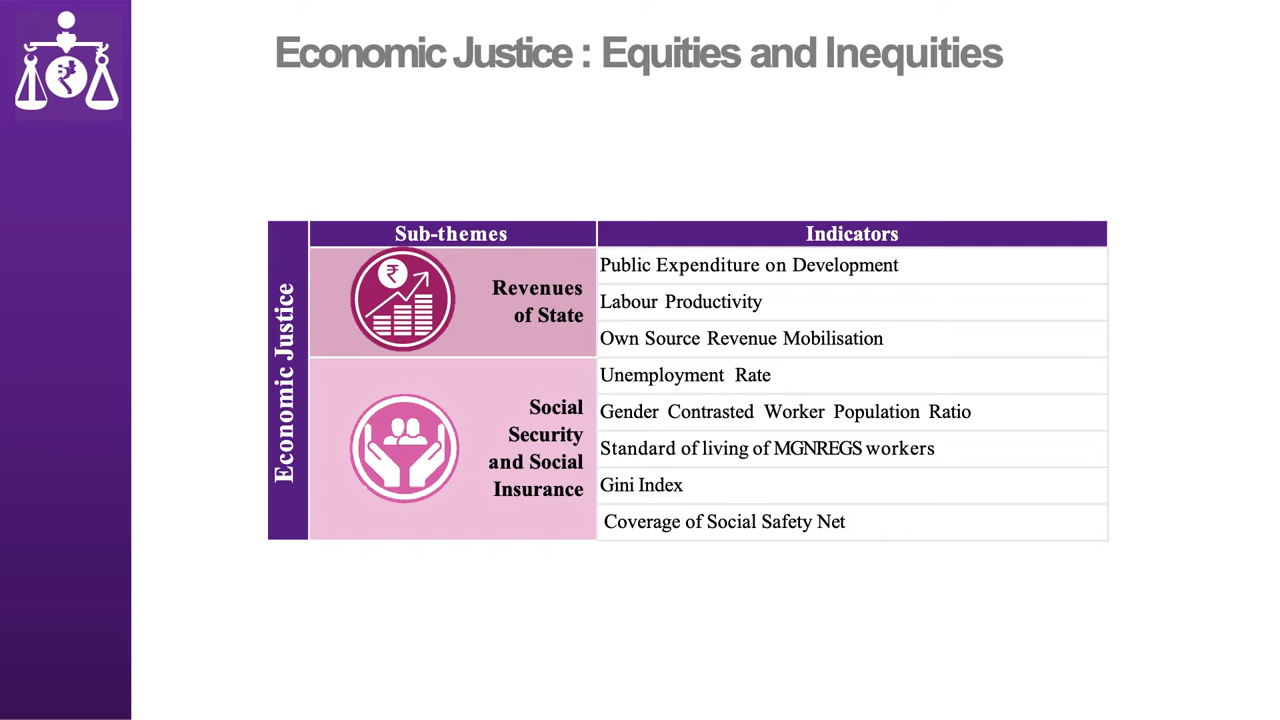 Economic Justice : Equities and Inequities
Economic Justice
Sub-themes
Indicators
Revenues
of State
Public Expenditure on Development
Labour Productivity
Own Source Revenue Mobilisation
Social
Security
and Social
Insurance
Unemployment Rate
Gender Contrasted Worker Population Ratio
Standard of living of MGNREGS workers
Gini Index
Coverage of Social Safety Net
₹
₹